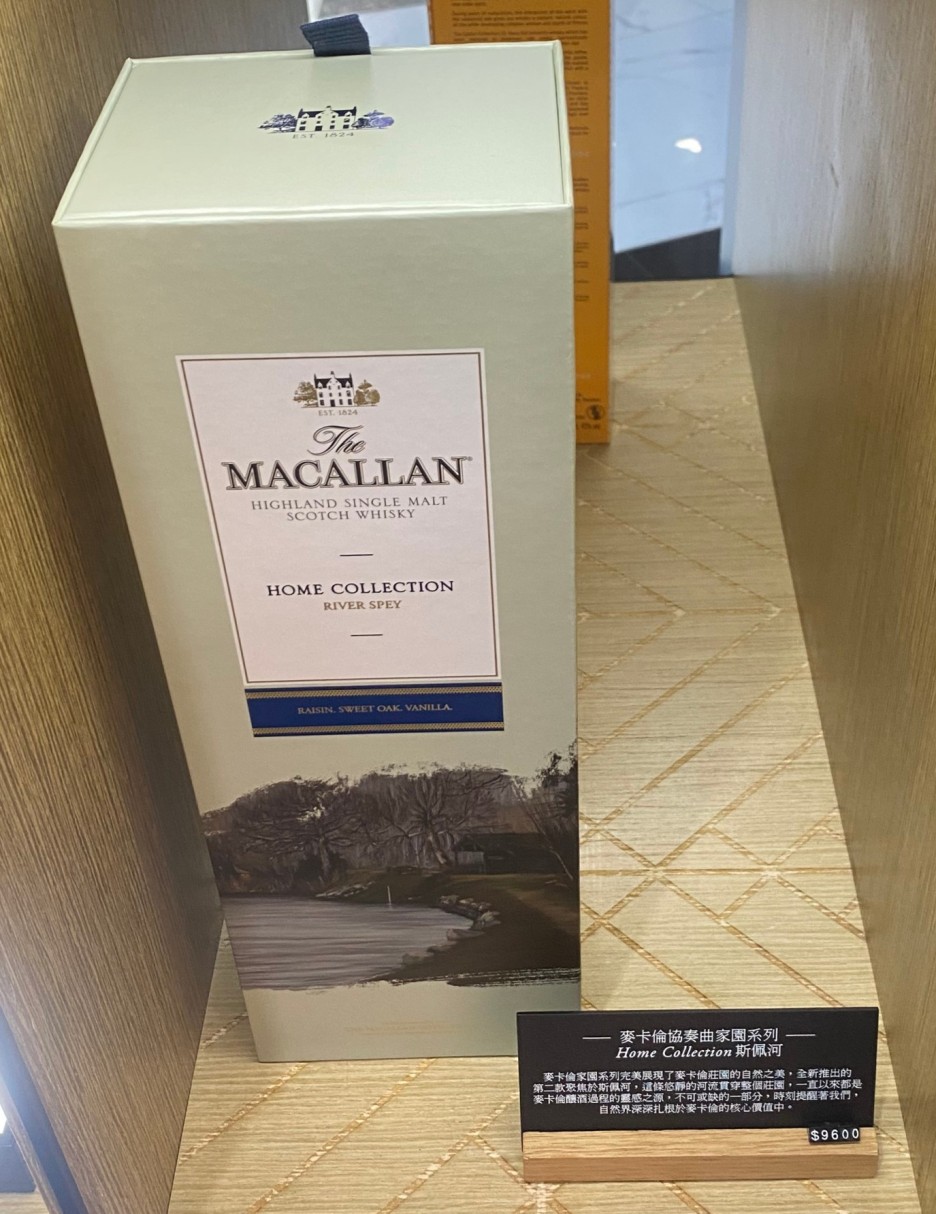 EST. 1824
EST. 1824
The
MACALLAN
HIGHLAND SINGLE MALT
SCOTCH WHISKY
HOME COLLECTION
RIVER SPEY
RAISIN. SWEET OAK. VANILLA.
麥卡倫協奏曲家園系列
Home Collection 斯佩河
麥卡倫家園系列完美展現了麥卡倫莊園的自然之美，全新推出的
第二款聚焦於斯佩河，這條悠靜的河流貫穿整個莊園，一直以來都是
麥卡倫釀酒過程的靈感之源，不可或缺的一部分，時刻提醒著我們，
自然界深深扎根於麥卡倫的核心價值中。
$9600